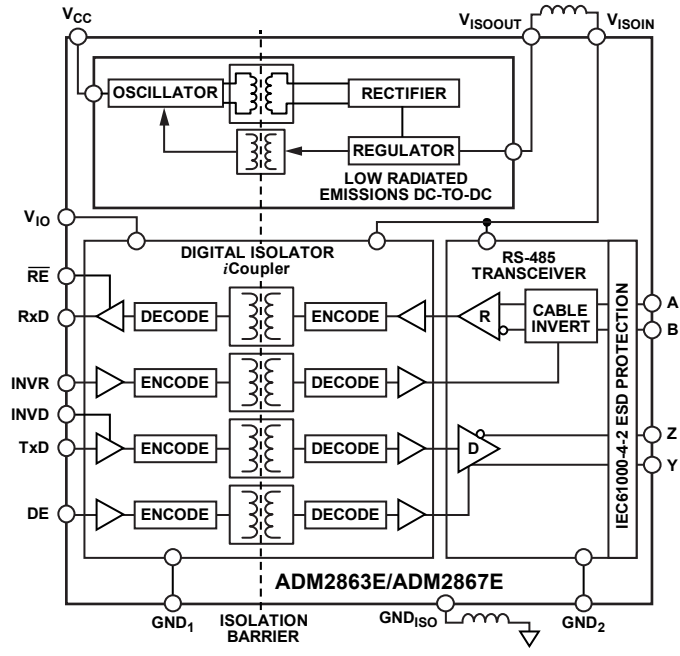 VCC
VISOOUT
VISOIN
OSCILLATOR
RECTIFIER
REGULATOR
LOW RADIATED
EMISSIONS DC-TO-DC
VIO
DIGITAL ISOLATOR
iCoupler
RS-485
TRANSCEIVER
RE
RxD
DECODE
ENCODE
R
CABLE
INVERT
A
B
INVR
ENCODE
DECODE
INVD
TxD
ENCODE
DECODE
D
Z
Y
DE
ENCODE
DECODE
IEC61000-4-2 ESD PROTECTION
ADM2863E/ADM2867E
GND1
ISOLATION
BARRIER
GNDISO
GND2